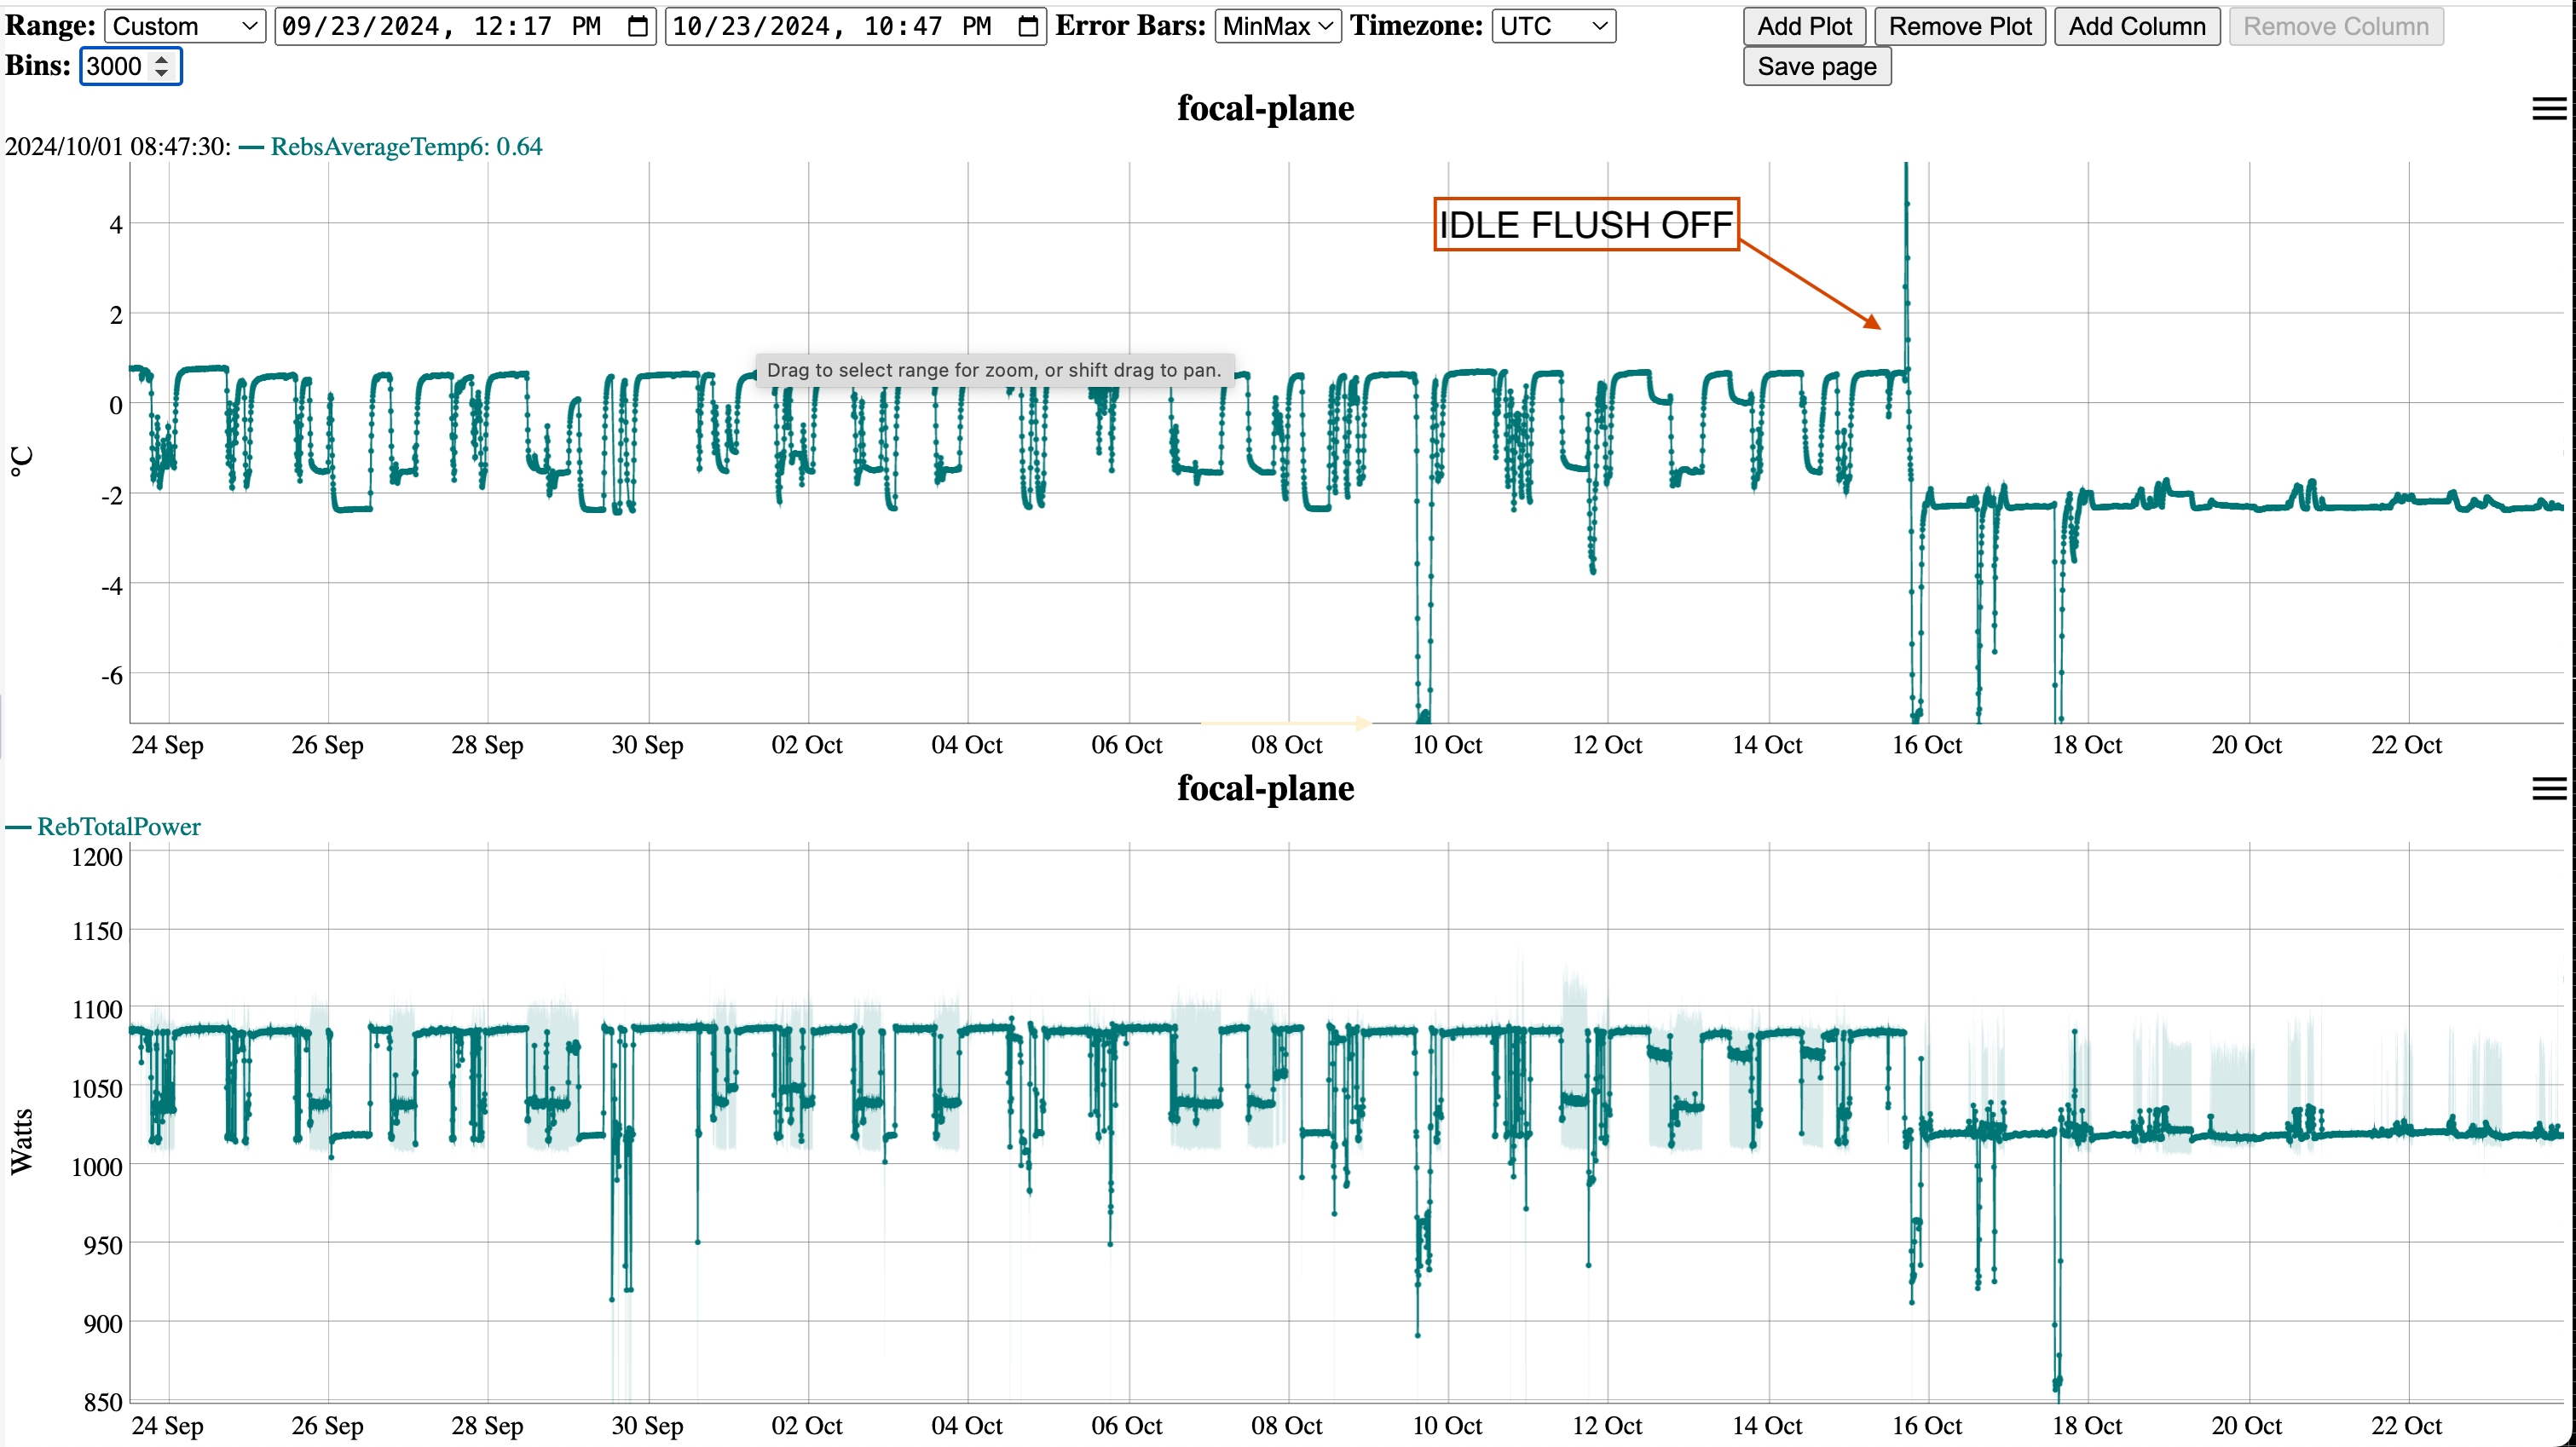 Range: Custom 09/23/2024, 12:17 PM 10/23/2024, 10:47 PM Error Bars: MinMax Timezone: UTC Add Plot Remove Plot Add Column Remove Column
Bins: 3000 Save page
focal-plane
2024/10/01 08:47:30: — RebsAverageTemp6: 0.64
IDLE FLUSH OFF
Drag to select range for zoom, or shift drag to pan.
°C
4
2
0
-2
-4
-6
24 Sep 26 Sep 28 Sep 30 Sep 02 Oct 04 Oct 06 Oct 08 Oct 10 Oct 12 Oct 14 Oct 16 Oct 18 Oct 20 Oct 22 Oct
focal-plane
— RebTotalPower
Watts
1200
1150
1100
1050
1000
950
900
850
24 Sep 26 Sep 28 Sep 30 Sep 02 Oct 04 Oct 06 Oct 08 Oct 10 Oct 12 Oct 14 Oct 16 Oct 18 Oct 20 Oct 22 Oct